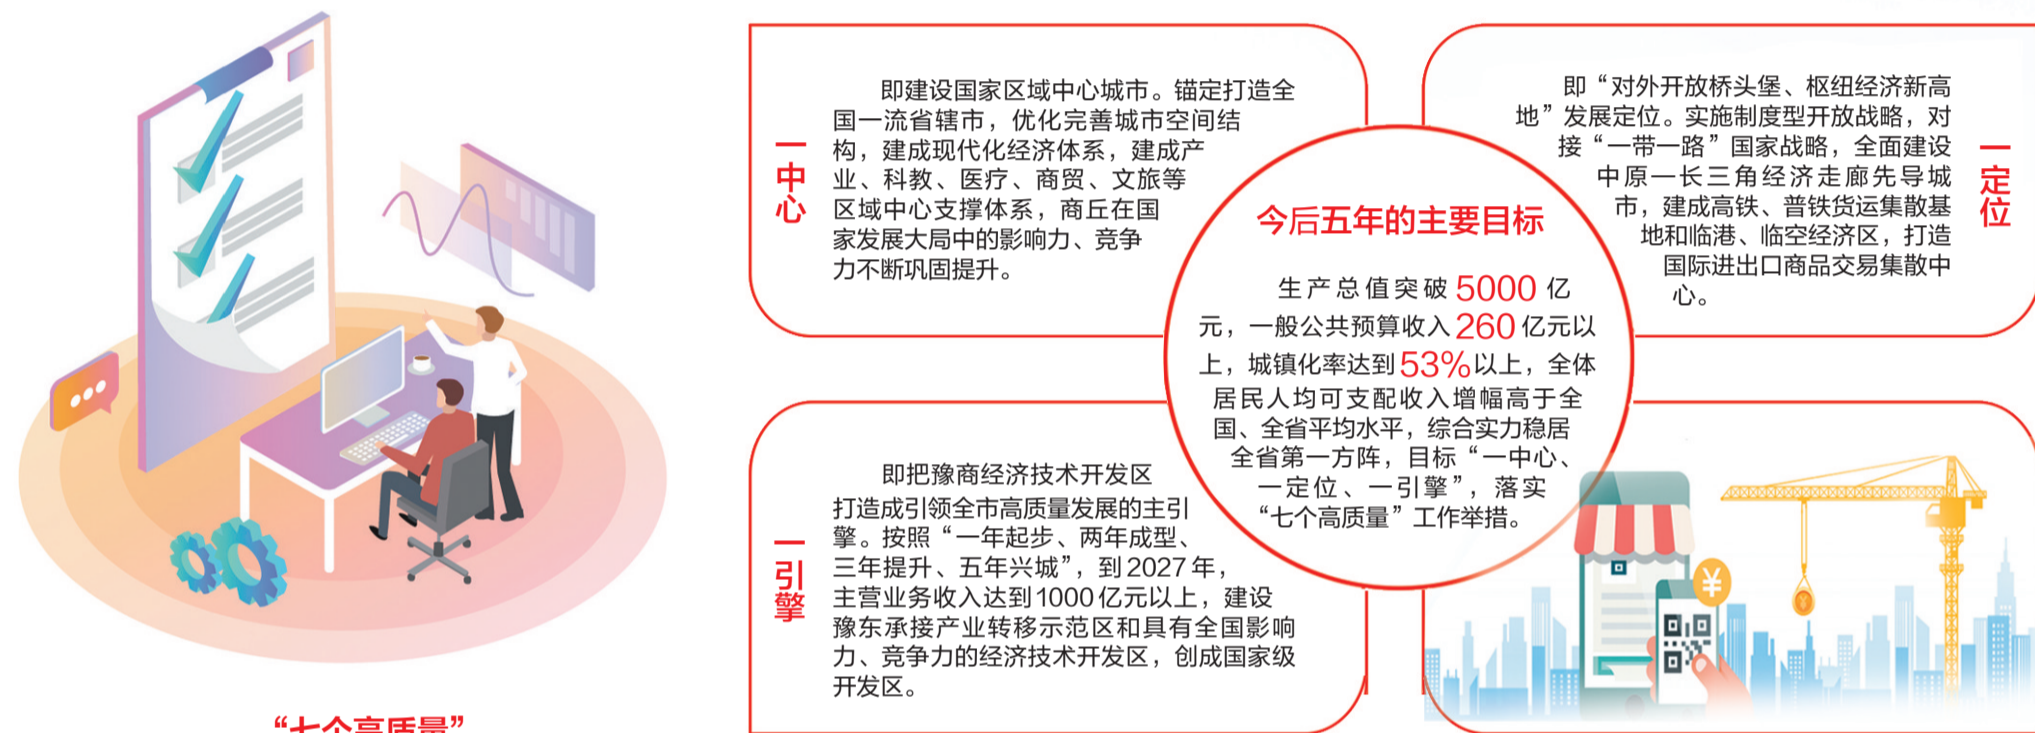 一中心
即建设国家区域中心城市。锚定打造全
国一流省辖市，优化完善城市空间结
构，建成现代化经济体系，建成产
业、科教、医疗、商贸、文旅等
区域中心支撑体系，商丘在国
家发展大局中的影响力、竞争
力不断巩固提升。
一定位
即“对外开放桥头堡、枢纽经济新高
地”发展定位。实施制度型开放战略，对
接“一带一路”国家战略，全面建设
中原—长三角经济走廊先导城
市，建成高铁、普铁货运集散基
地和临港、临空经济区，打造
国际进出口商品交易集散中
心。
今后五年的主要目标
生产总值突破5000亿
元，一般公共预算收入260亿元以
上，城镇化率达到53%以上，全体
居民人均可支配收入增幅高于全
国、全省平均水平，综合实力稳居
全省第一方阵，目标“一中心、
一定位、一引擎”，落实
“七个高质量”工作举措。
一引擎
即把豫商经济技术开发区
打造成引领全市高质量发展的主引
擎。按照“一年起步、两年成型、
三年提升、五年兴城”，到2027年，
主营业务收入达到1000亿元以上，建设
豫东承接产业转移示范区和具有全国影响
力、竞争力的经济技术开发区，创成国家级
开发区。
¥
“七个高质量”